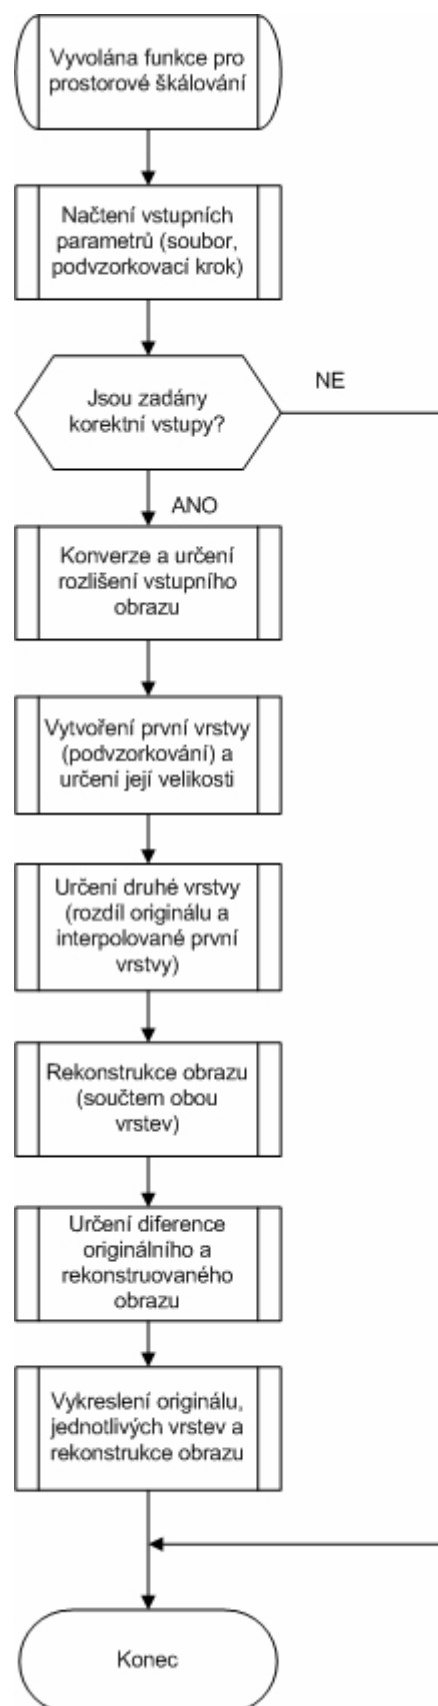 Vyvolána funkce pro
prostorové škálování
Načtení vstupních
parametrů (soubor,
podvzorkovací krok)
Jsou zadány
korektní vstupy?
NE
ANO
Konverze a určení
rozlišení vstupního
obrazu
Vytvoření první vrstvy
(podvzorkování) a
určení její velikosti
Určení druhé vrstvy
(rozdíl originálu a
interpolované první
vrstvy)
Rekonstrukce obrazu
(součtem obou
vrstev)
Určení diference
originálního a
rekonstruovaného
obrazu
Vykreslení originálu,
jednotlivých vrstev a
rekonstrukce obrazu
Konec